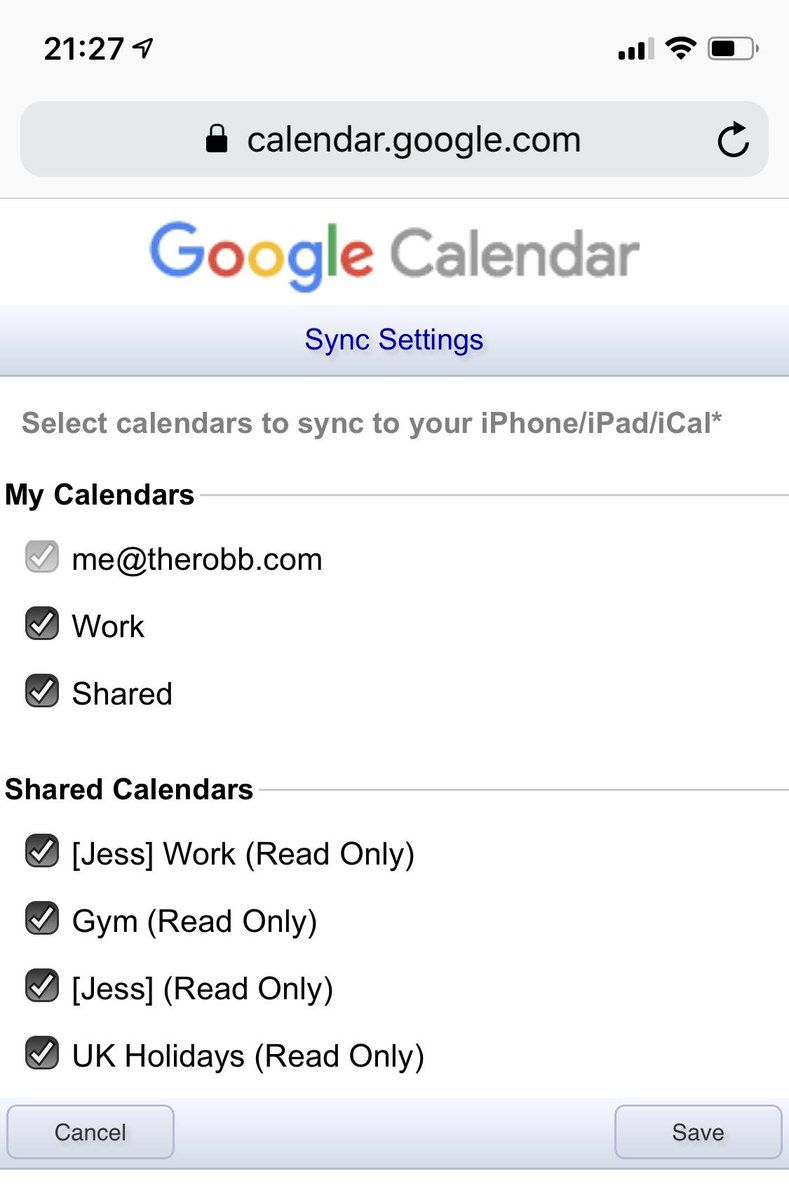 21:27
calendar.google.com
Google Calendar
Sync Settings
Select calendars to sync to your iPhone/iPad/iCal*
My Calendars
me@therobb.com
Work
Shared
Shared Calendars
[Jess] Work (Read Only)
Gym (Read Only)
[Jess] (Read Only)
UK Holidays (Read Only)
Cancel Save